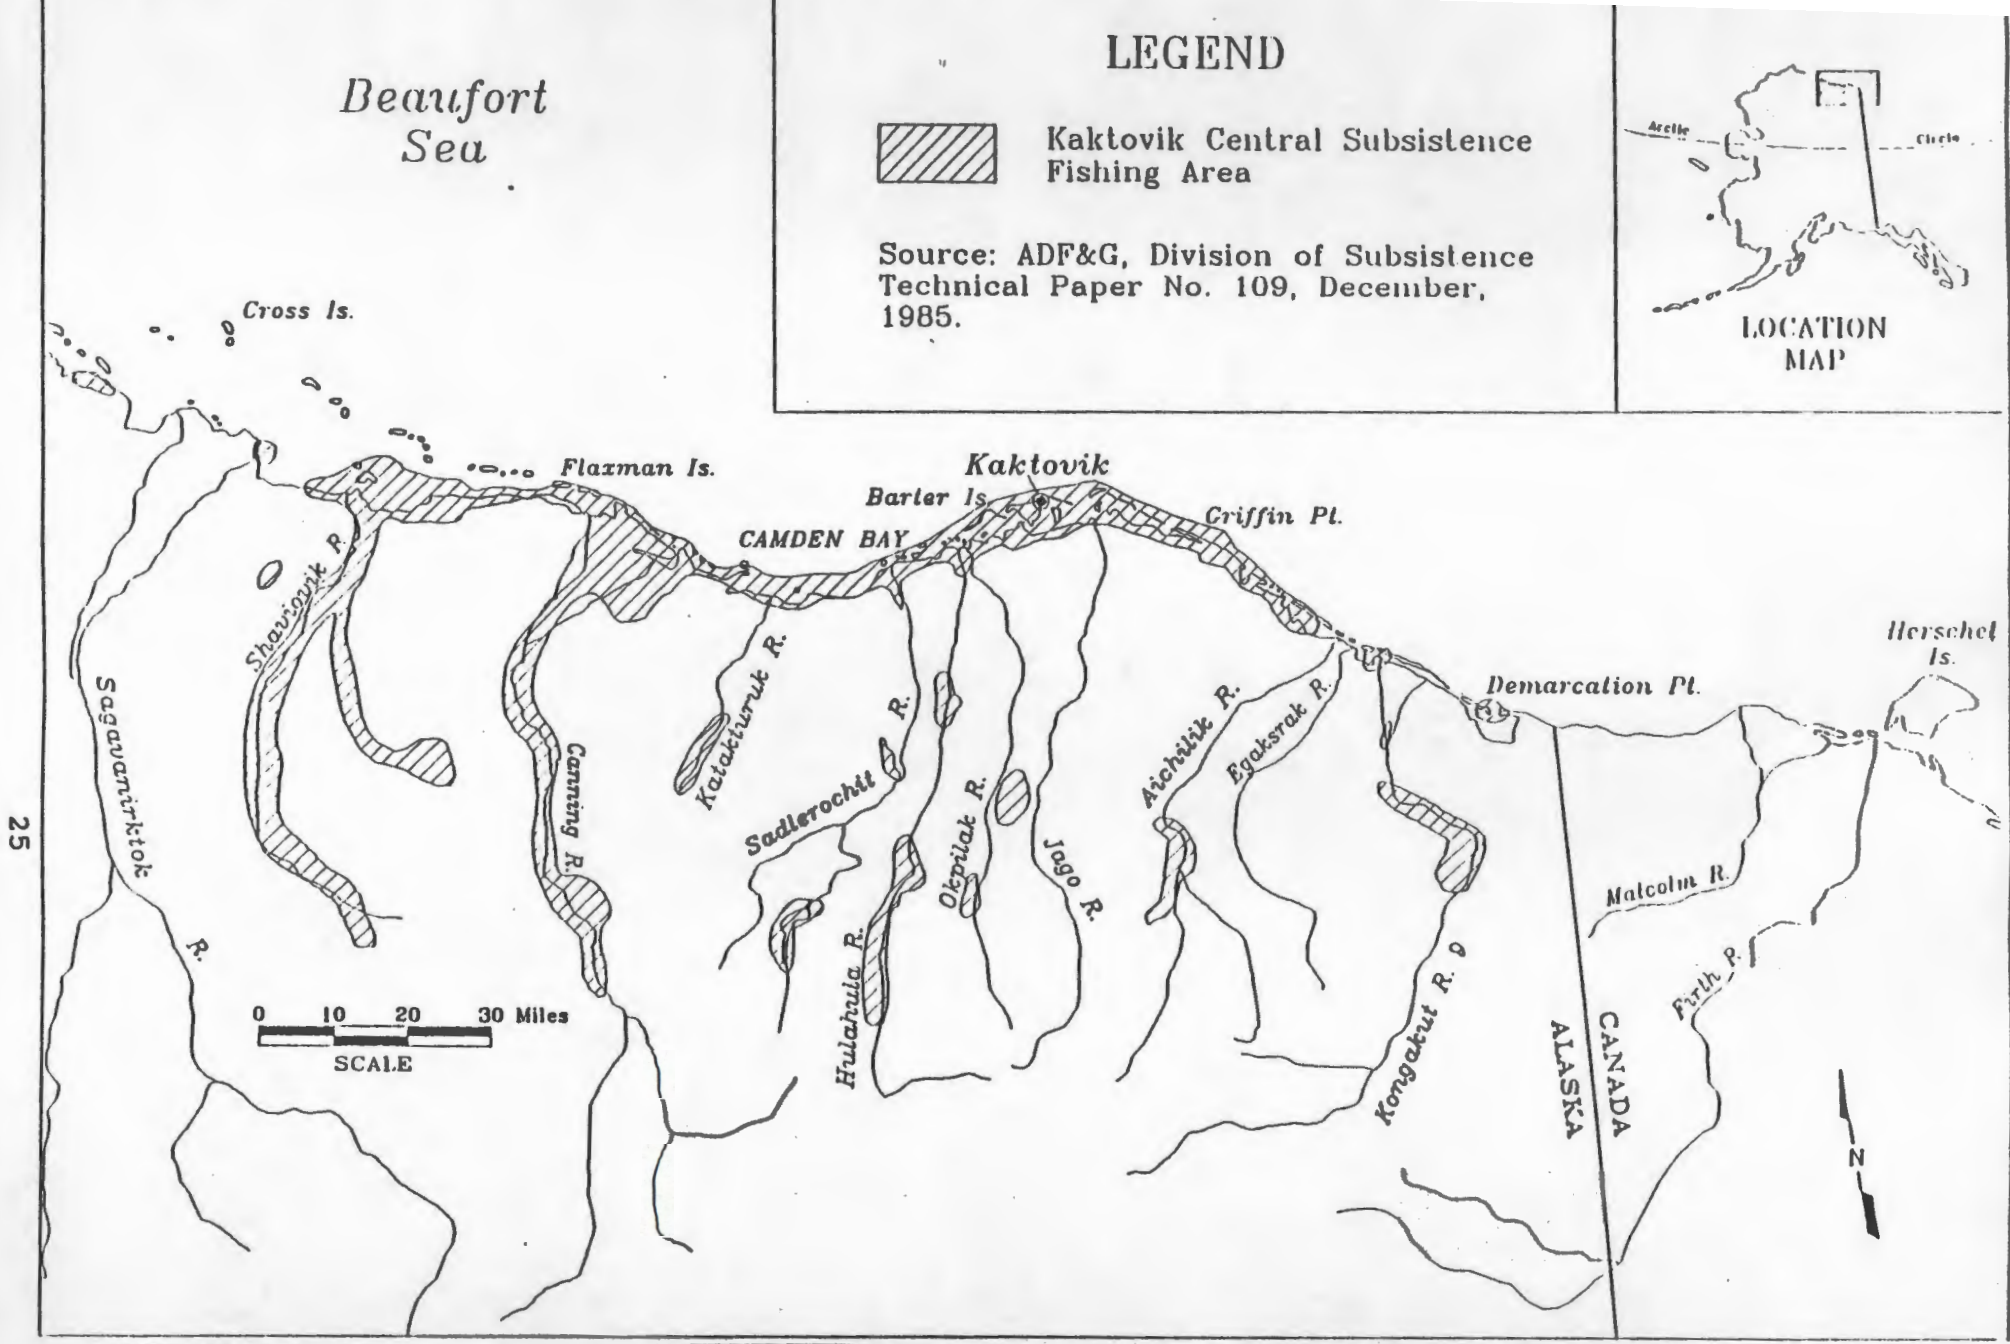 Beaufort
Sea
LEGEND
Kaktovik Central Subsistence
Fishing Area
Source: ADF&G, Division of Subsistence
Technical Paper No. 109, December,
1985.
Arctic
Circle
LOCATION
MAP
Cross Is.
Flaxman Is.
Kaktovik
Barter Is.
CAMDEN BAY
Griffin Pt.
Demarcation Pt.
Herschel
Is.
Sagavanirktok
R.
Shaviovik R.
Canning R.
Katakturuk R.
Sadlerochit R.
Hulahula R.
Okpilak R.
Jago R.
Aichilik R.
Egaksrak R.
Kongakut R.
Malcolm R.
Firth R.
ALASKA
CANADA
0 10 20 30 Miles
SCALE
N
25